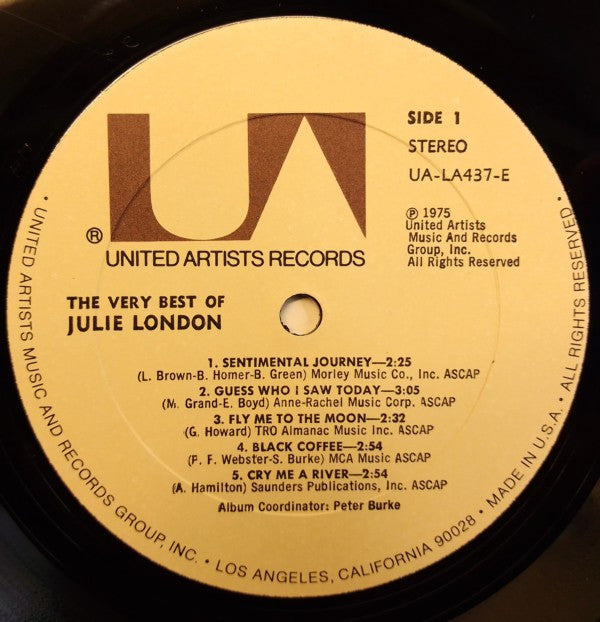 UA
®
UNITED ARTISTS RECORDS
SIDE 1
STEREO
UA-LA437-E
℗ 1975
United Artists
Music And Records
Group, Inc.
All Rights Reserved
THE VERY BEST OF
JULIE LONDON
1. SENTIMENTAL JOURNEY—2:25
(L. Brown-B. Homer-B. Green) Morley Music Co., Inc. ASCAP
2. GUESS WHO I SAW TODAY—3:05
(M. Grand-E. Boyd) Anne-Rachel Music Corp. ASCAP
3. FLY ME TO THE MOON—2:32
(G. Howard) TRO Almanac Music Inc. ASCAP
4. BLACK COFFEE—2:54
(P. F. Webster-S. Burke) MCA Music ASCAP
5. CRY ME A RIVER—2:54
(A. Hamilton) Saunders Publications, Inc. ASCAP
Album Coordinator: Peter Burke
• UNITED ARTISTS MUSIC AND RECORDS GROUP, INC. • LOS ANGELES, CALIFORNIA 90028 • MADE IN U.S.A. • ALL RIGHTS RESERVED •